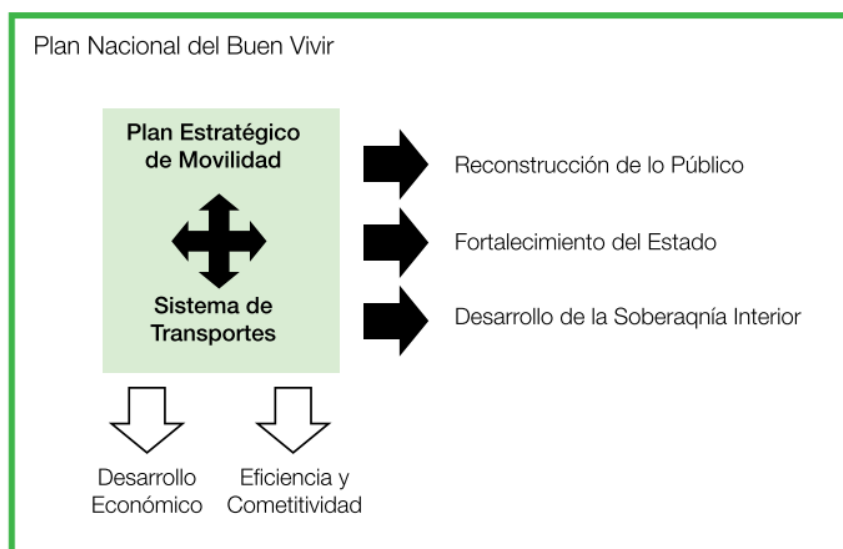 Plan Nacional del Buen Vivir
Plan Estratégico
de Movilidad
Sistema de
Transportes
Reconstrucción de lo Público
Fortalecimiento del Estado
Desarrollo de la Soberaqnía Interior
Desarrollo
Económico
Eficiencia y
Cometitividad